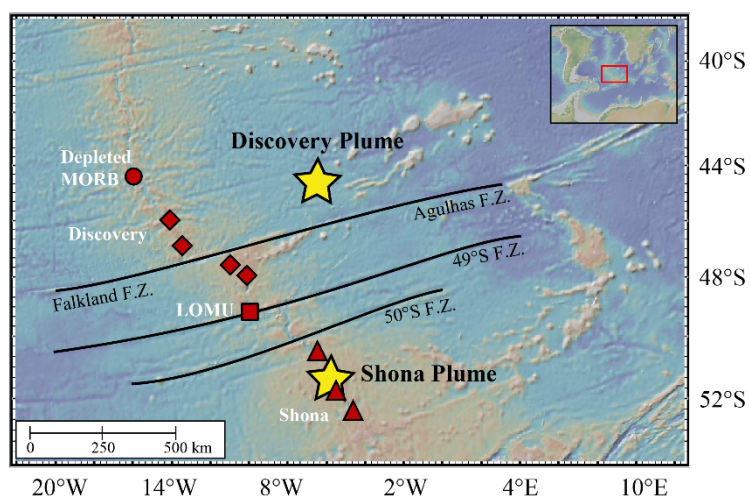 40°S
Discovery Plume
Depleted
MORB
44°S
Agulhas F.Z.
Discovery
49°S F.Z.
48°S
Falkland F.Z.
LOMU
50°S F.Z.
Shona Plume
52°S
Shona
0 250 500 km
20°W 14°W 8°W 2°W 4°E 10°E